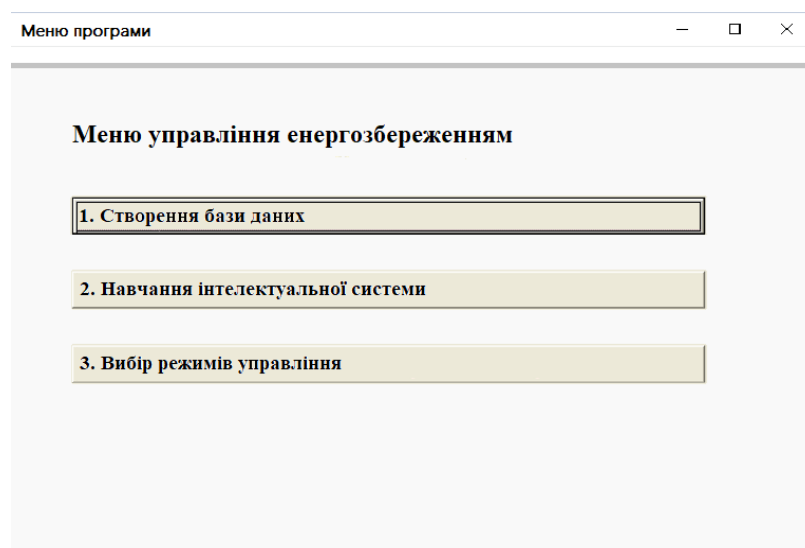 Меню програми
Меню управління енергозбереженням
1. Створення бази даних
2. Навчання інтелектуальної системи
3. Вибір режимів управління